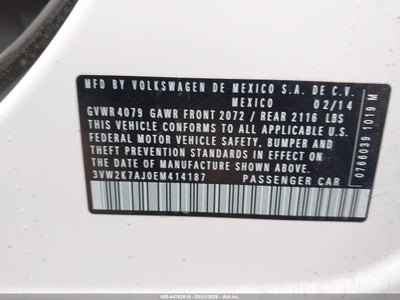 MFD BY VOLKSWAGEN DE MEXICO S.A. DE C.V.
MEXICO 02/14
GVWR 4079 GAWR FRONT 2072 / REAR 2116 LBS
THIS VEHICLE CONFORMS TO ALL APPLICABLE U.S.
FEDERAL MOTOR VEHICLE SAFETY, BUMPER AND
THEFT PREVENTION STANDARDS IN EFFECT ON THE
DATE OF MANUFACTURE SHOWN ABOVE.
3VW2K7AJ0EM414187 PASSENGER CAR
0766039 1019 M